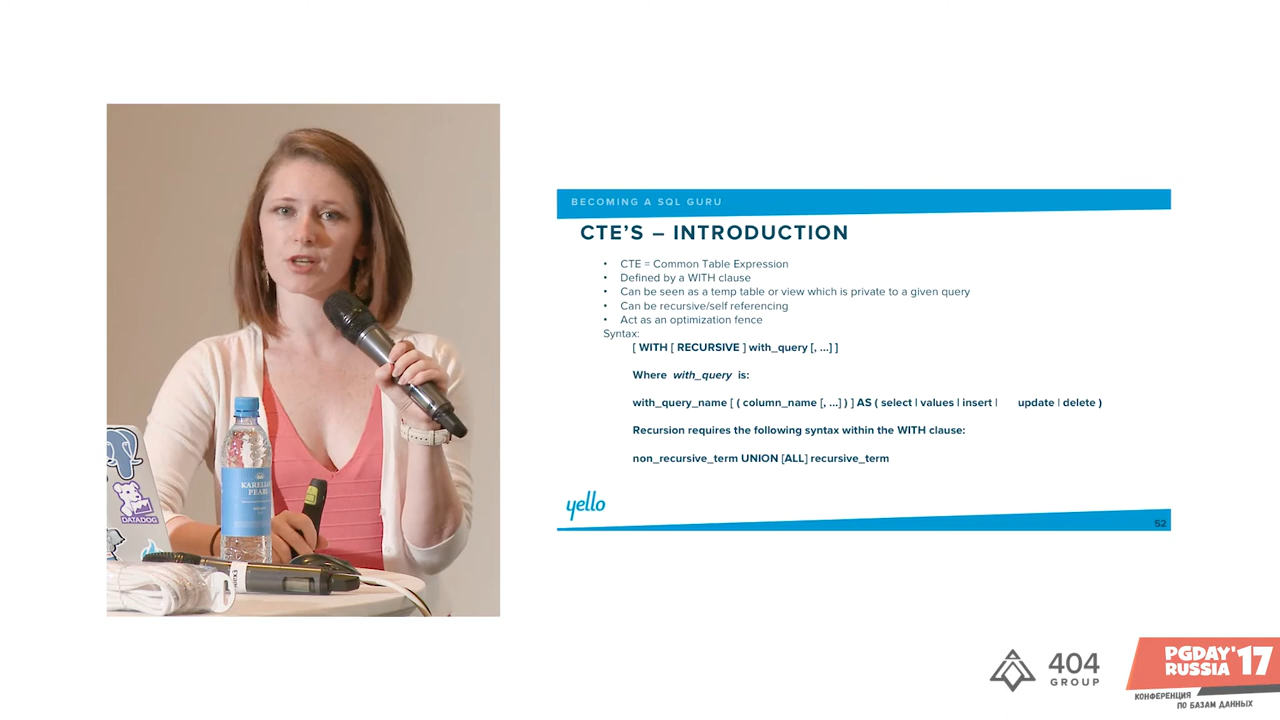 BECOMING A SQL GURU
CTE'S – INTRODUCTION
• CTE = Common Table Expression
• Defined by a WITH clause
• Can be seen as a temp table or view which is private to a given query
• Can be recursive/self referencing
• Act as an optimization fence
Syntax:
[ WITH [ RECURSIVE ] with_query [, ...] ]
Where with_query is:
with_query_name [ ( column_name [, ...] ) ] AS ( select | values | insert | update | delete )
Recursion requires the following syntax within the WITH clause:
non_recursive_term UNION [ALL] recursive_term
yello
52
KARELIA
PEARL
DATADOG
404
GROUP
PGDAY'17
RUSSIA
КОНФЕРЕНЦИЯ
ПО БАЗАМ ДАННЫХ